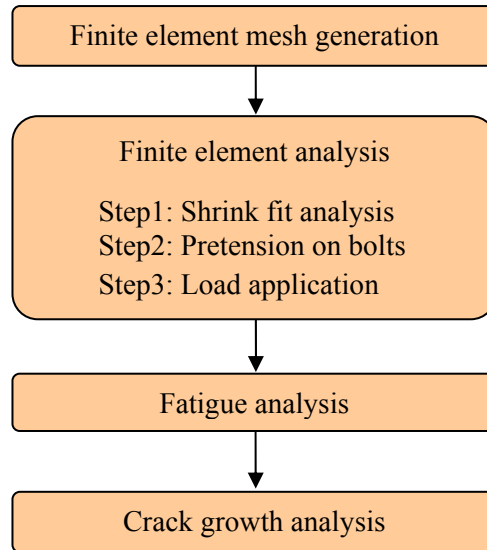 Finite element mesh generation
Finite element analysis
Step1: Shrink fit analysis
Step2: Pretension on bolts
Step3: Load application
Fatigue analysis
Crack growth analysis